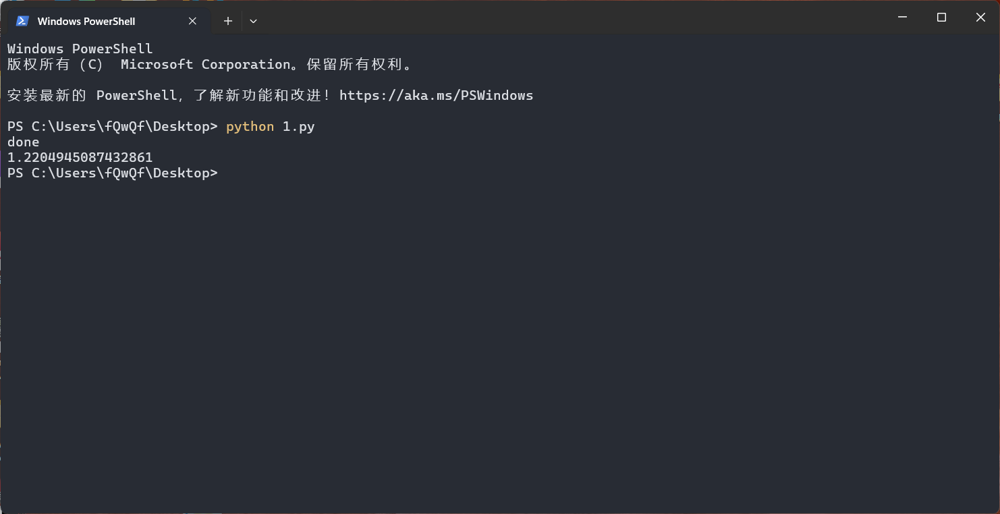 Windows PowerShell
Windows PowerShell
版权所有（C） Microsoft Corporation。保留所有权利。
安装最新的 PowerShell，了解新功能和改进！https://aka.ms/PSWindows
PS C:\Users\fQwQf\Desktop> python 1.py
done
1.2204945087432861
PS C:\Users\fQwQf\Desktop>